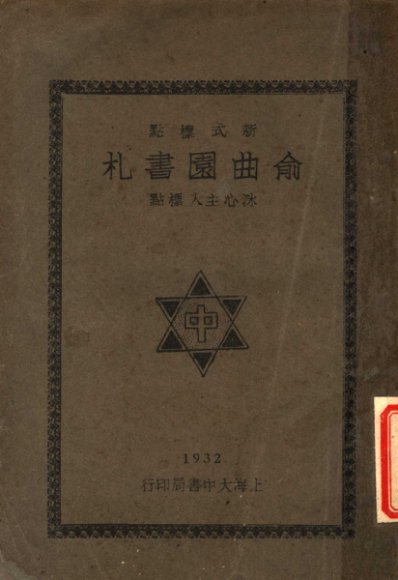 新式標點
俞曲園書札
冰心主人標點
中
1932
上海大中書局印行